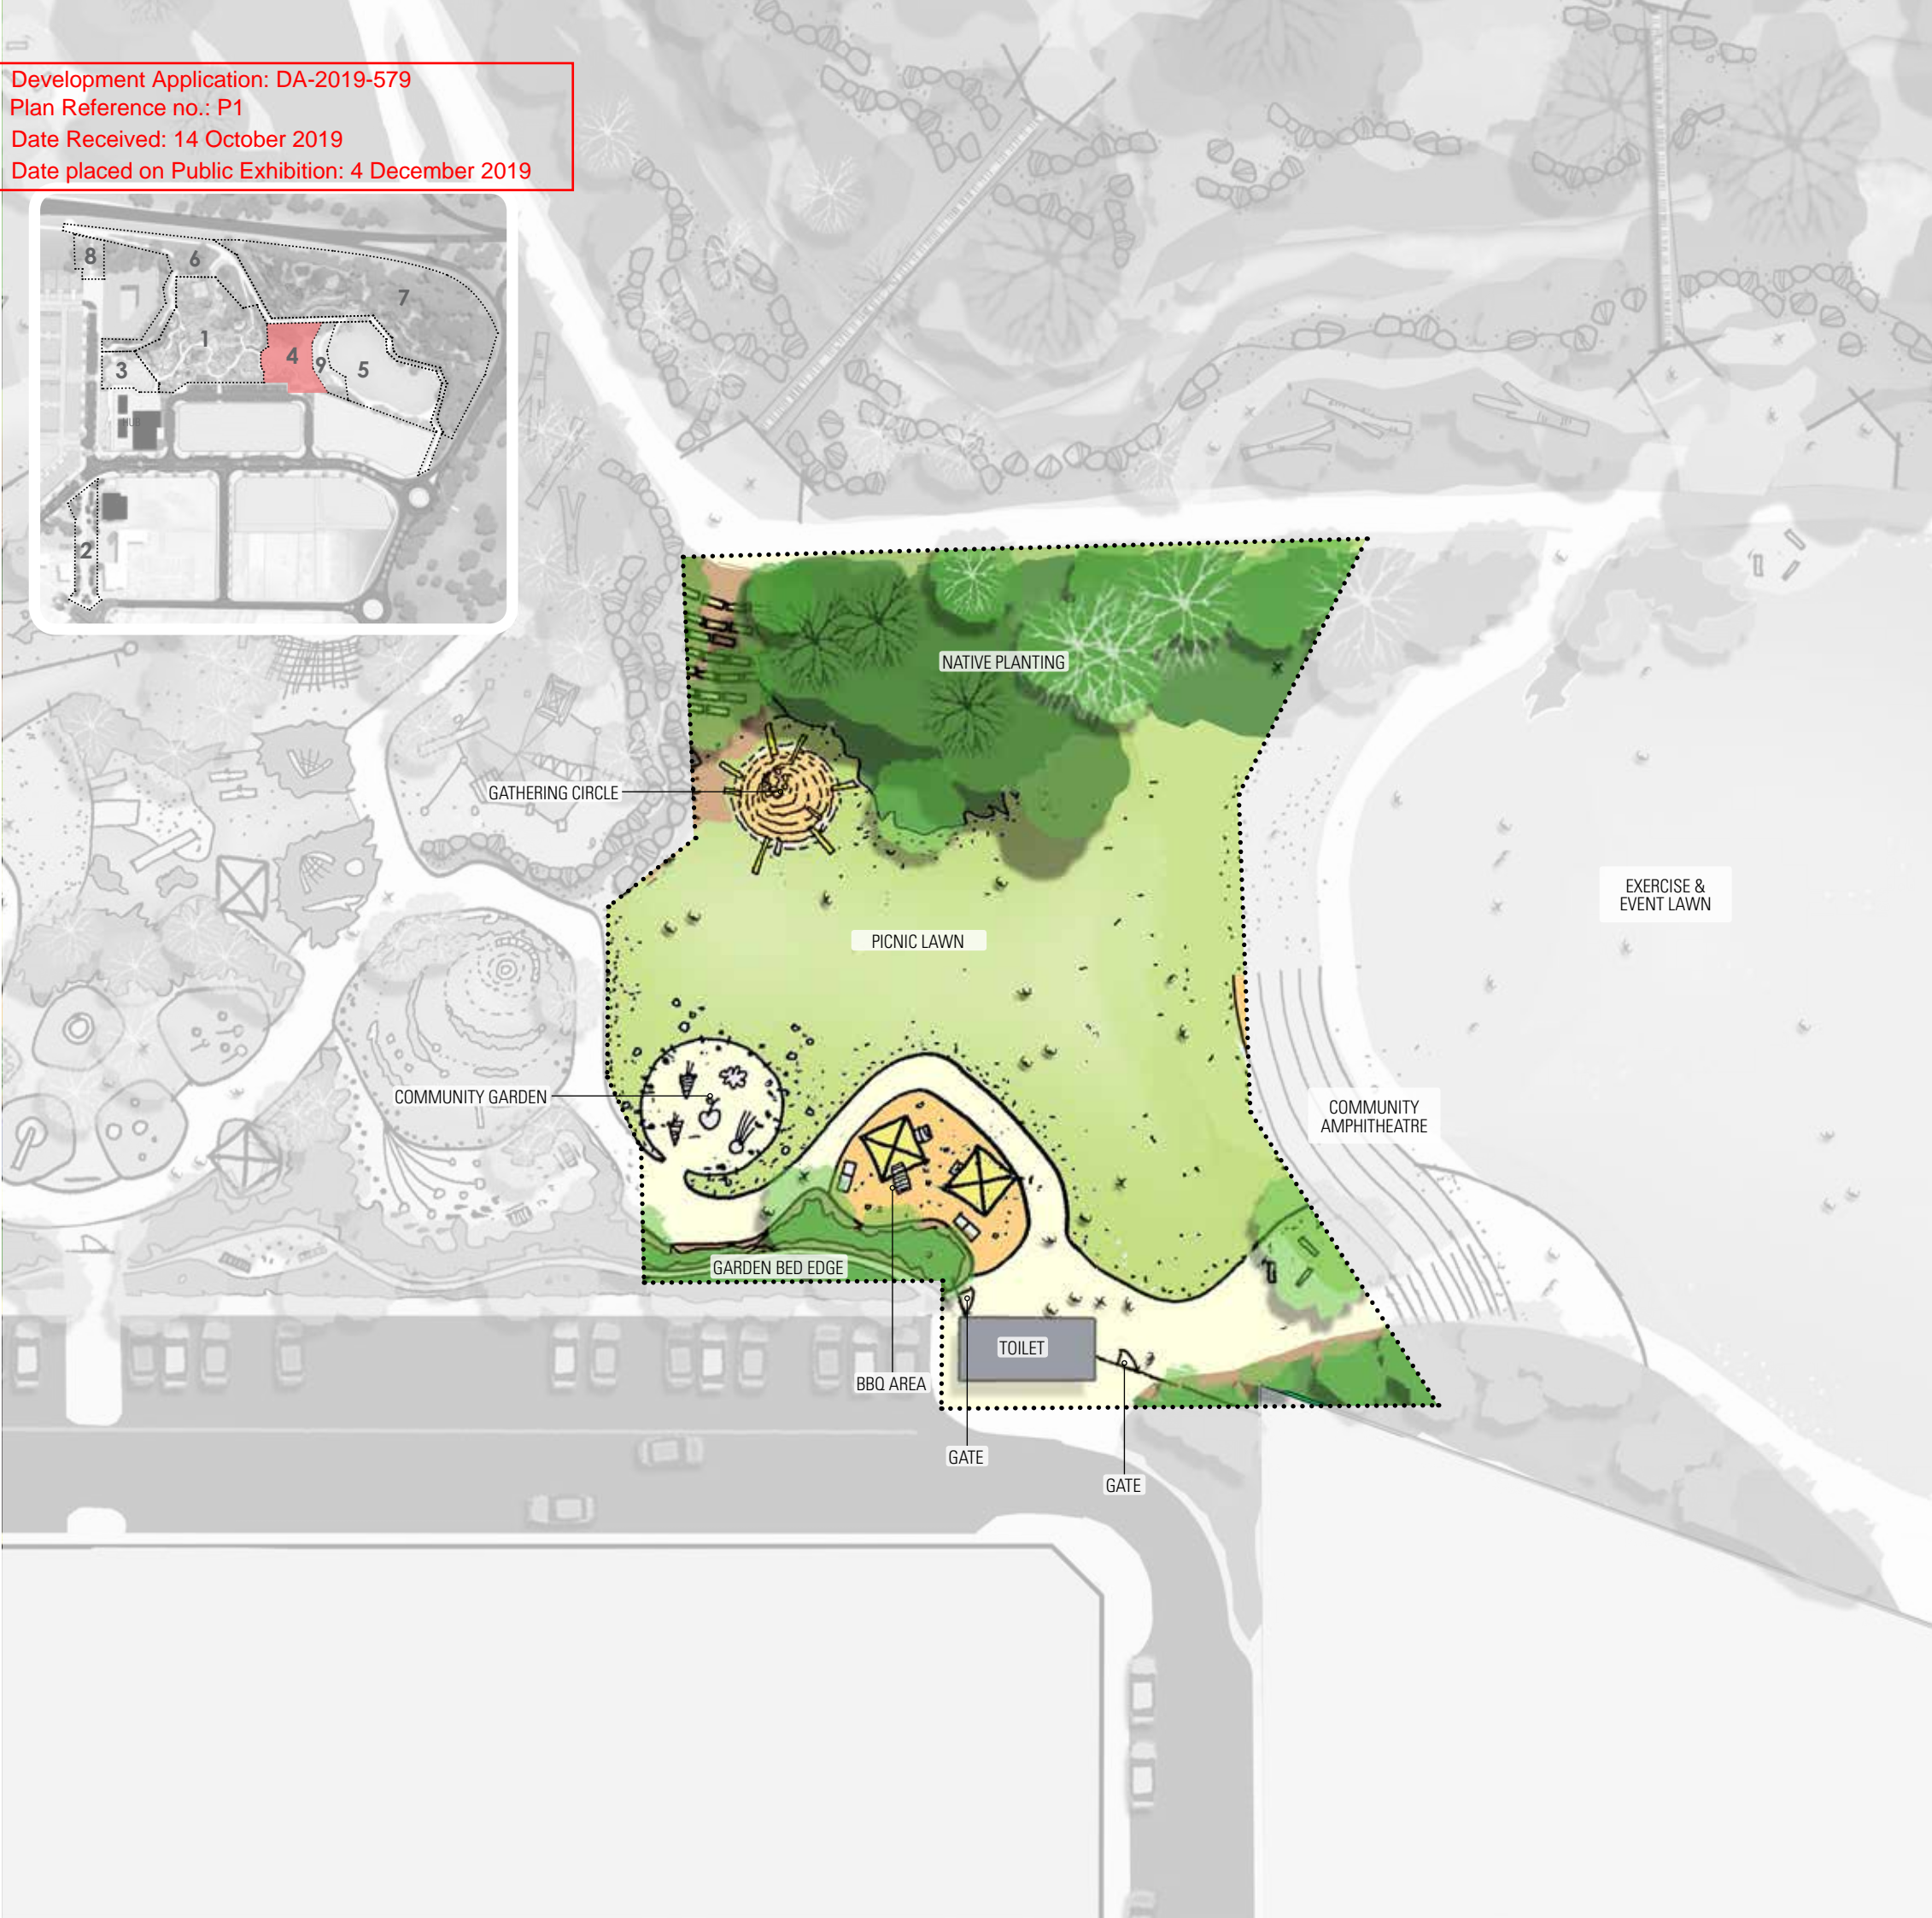 Development Application: DA-2019-579
Plan Reference no.: P1
Date Received: 14 October 2019
Date placed on Public Exhibition: 4 December 2019
8
6
7
1
4
9
5
3
HUB
2
NATIVE PLANTING
GATHERING CIRCLE
EXERCISE &
EVENT LAWN
PICNIC LAWN
COMMUNITY GARDEN
COMMUNITY
AMPHITHEATRE
GARDEN BED EDGE
TOILET
BBQ AREA
GATE
GATE